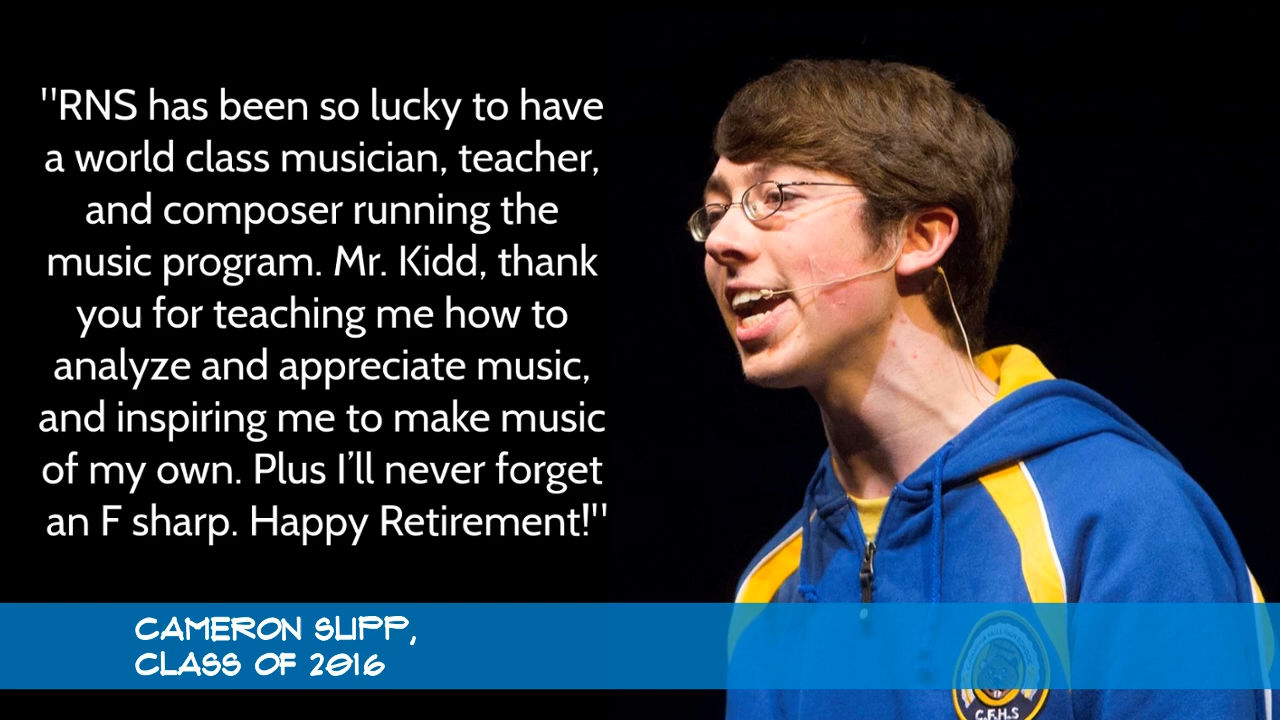 "RNS has been so lucky to have
a world class musician, teacher,
and composer running the
music program. Mr. Kidd, thank
you for teaching me how to
analyze and appreciate music,
and inspiring me to make music
of my own. Plus I’ll never forget
an F sharp. Happy Retirement!"
CAMERON SLIPP,
CLASS OF 2016
C.F.H.S